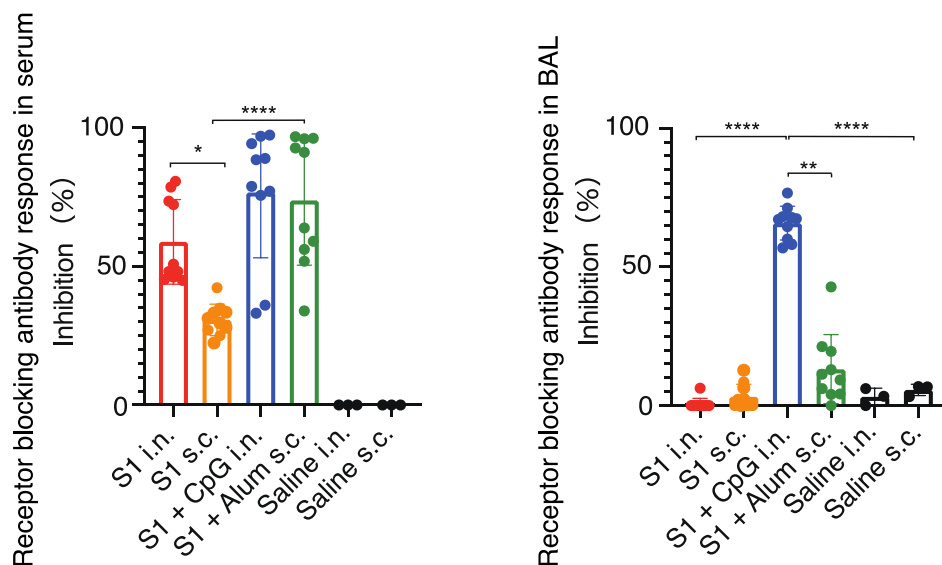 Receptor blocking antibody response in serum
Inhibition (%)
100
50
0
*
****
S1 i.n.
S1 s.c.
S1 + CpG i.n.
S1 + Alum s.c.
Saline i.n.
Saline s.c.
Receptor blocking antibody response in BAL
Inhibition (%)
100
50
0
****
****
**
S1 i.n.
S1 s.c.
S1 + CpG i.n.
S1 + Alum s.c.
Saline i.n.
Saline s.c.